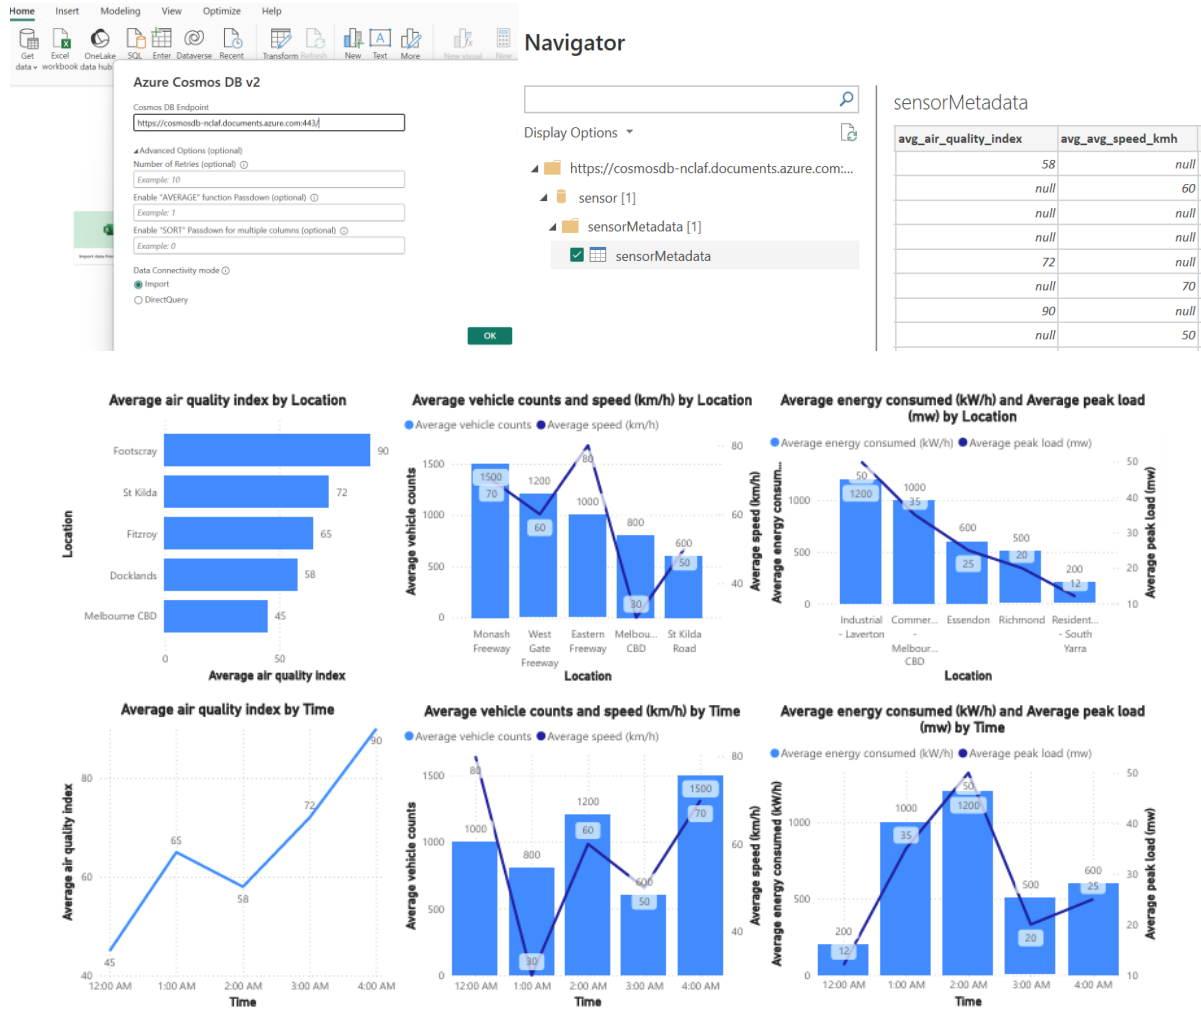 Home Insert Modeling View Optimize Help
Get data Excel workbook OneLake data hub SQL Enter Dataverse Recent Transform Refresh New Text More New visual New
Azure Cosmos DB v2
Cosmos DB Endpoint
https://cosmosdb-nclaf.documents.azure.com:443/
Advanced Options (optional)
Number of Retries (optional)
Example: 10
Enable "AVERAGE" function Passdown (optional)
Example: 1
Enable "SORT" Passdown for multiple columns (optional)
Example: 0
Data Connectivity mode
Import
DirectQuery
OK
Navigator
Display Options
https://cosmosdb-nclaf.documents.azure.com:...
sensor [1]
sensorMetadata [1]
sensorMetadata
sensorMetadata
avg_air_quality_index avg_avg_speed_kmh
58 null
null 60
null null
null null
72 null
null 70
90 null
null 50
Average air quality index by Location
Location
Footscray 90
St Kilda 72
Fitzroy 65
Docklands 58
Melbourne CBD 45
0 50
Average air quality index
Average vehicle counts and speed (km/h) by Location
Average vehicle counts Average speed (km/h)
Average vehicle counts
1500
1000
500
0
1500 1200 1000 800 600
70 60 80 30 50
80
60
40
Average speed (km/h)
Monash Freeway
West Gate Freeway
Eastern Freeway
Melbou... CBD
St Kilda Road
Location
Average energy consumed (kW/h) and Average peak load
(mw) by Location
Average energy consumed (kW/h) Average peak load (mw)
Average energy consum...
1000
500
0
1200 1000 600 500 200
50 35 25 20 12
50
40
30
20
10
Average peak load (mw)
Industrial - Laverton
Commer... - Melbour... CBD
Essendon
Richmond
Resident... - South Yarra
Location
Average air quality index by Time
Average air quality index
80
60
40
45 65 58 72 90
12:00 AM 1:00 AM 2:00 AM 3:00 AM 4:00 AM
Time
Average vehicle counts and speed (km/h) by Time
Average vehicle counts Average speed (km/h)
Average vehicle counts
1500
1000
500
0
1000 800 1200 600 1500
80 30 60 50 70
80
60
40
Average speed (km/h)
12:00 AM 1:00 AM 2:00 AM 3:00 AM 4:00 AM
Time
Average energy consumed (kW/h) and Average peak load
(mw) by Time
Average energy consumed (kW/h) Average peak load (mw)
Average energy consumed (kW/h)
1000
500
0
200 1000 1200 500 600
12 35 50 20 25
50
40
30
20
10
Average peak load (mw)
12:00 AM 1:00 AM 2:00 AM 3:00 AM 4:00 AM
Time